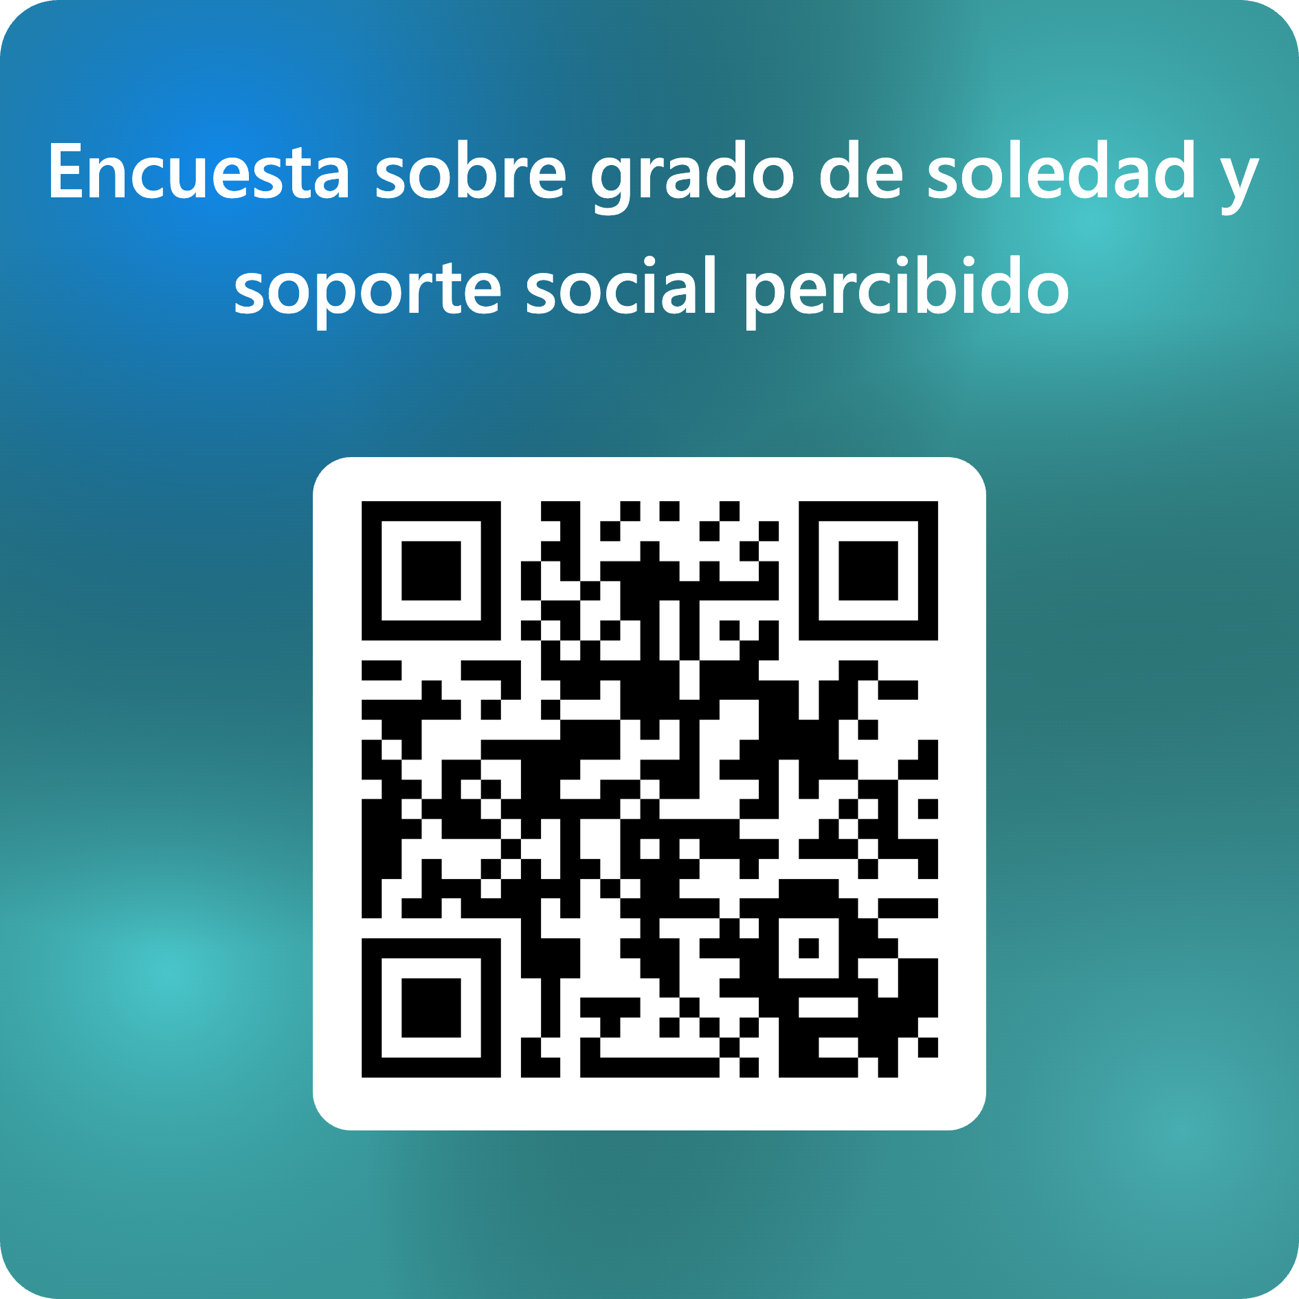 Encuesta sobre grado de soledad y
soporte social percibido